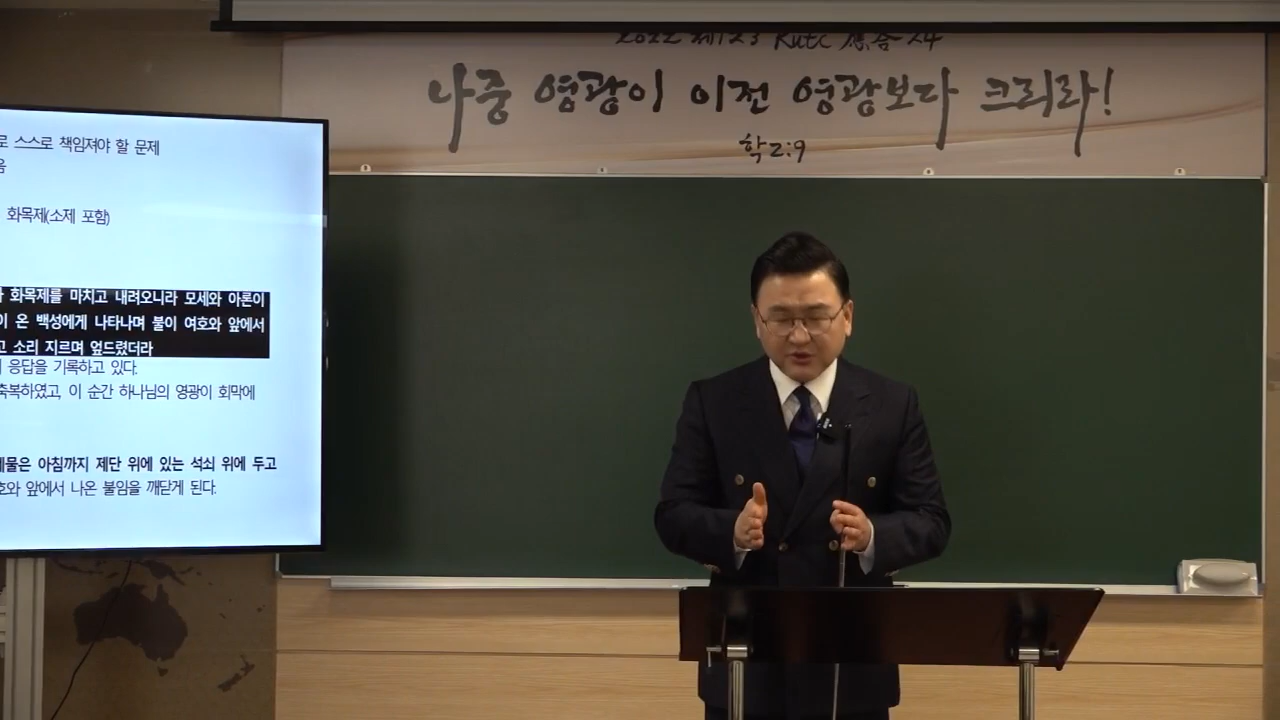 나중 영광이 이전 영광보다 크리라!
학 2:9
로 스스로 책임져야 할 문제
음
화목제(소제 포함)
화목제를 마치고 내려오니라 모세와 아론이
이 온 백성에게 나타나며 불이 여호와 앞에서
고 소리 지르며 엎드렸더라
응답을 기록하고 있다.
축복하였고, 이 순간 하나님의 영광이 회막에
제물은 아침까지 제단 위에 있는 석쇠 위에 두고
호와 앞에서 나온 불임을 깨닫게 된다.